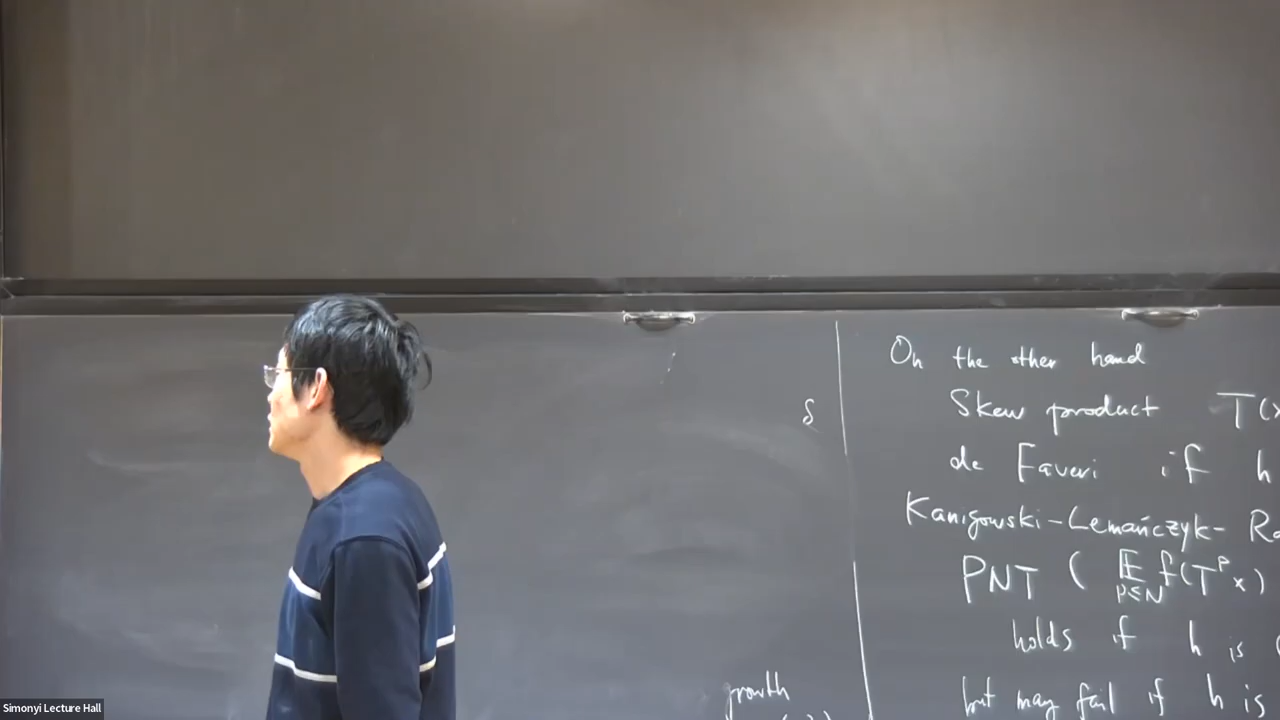 δ
growth
On the other hand
Skew product T(x
de Faveri if h
Kanigowski-Lemańczyk- Ra
PNT ( 𝔼 f(T^p x)
p≤N
holds if h is
but may fail if h is
Simonyi Lecture Hall